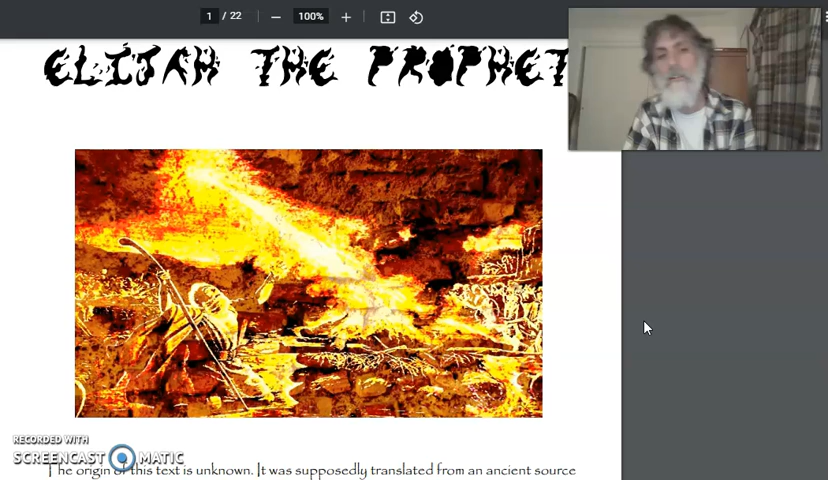 1 / 22 — 100% +
ELIJAH THE PROPHET
RECORDED WITH
SCREENCAST MATIC
The origin of this text is unknown. It was supposedly translated from an ancient source